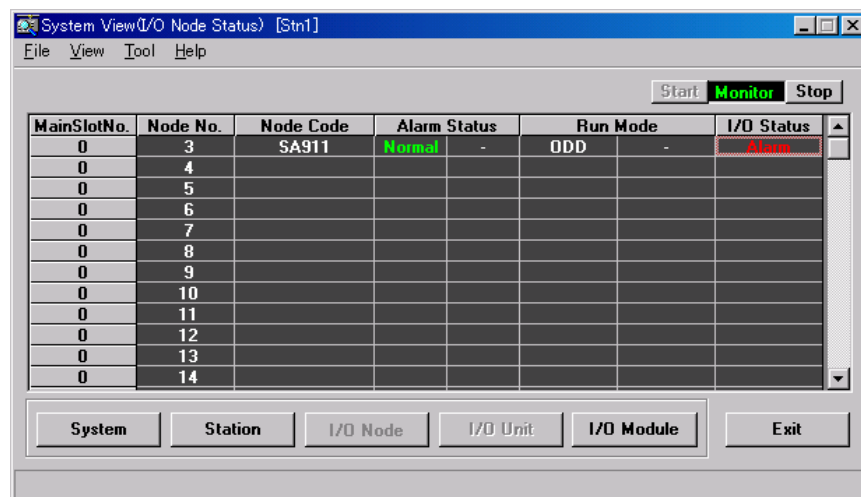 System View(I/O Node Status) [Stn1]
File View Tool Help
Start Monitor Stop
MainSlotNo. Node No. Node Code Alarm Status Run Mode I/O Status
0 3 SA911 Normal - ODD - Alarm
0 4
0 5
0 6
0 7
0 8
0 9
0 10
0 11
0 12
0 13
0 14
System Station I/O Node I/O Unit I/O Module Exit